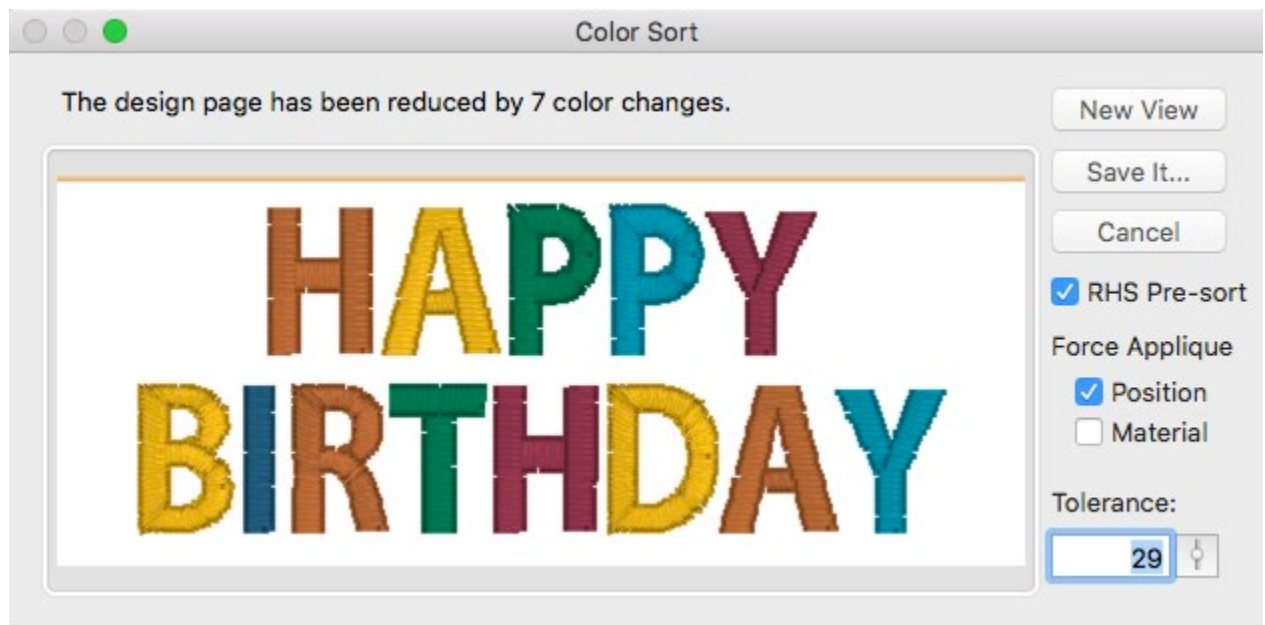 Color Sort
The design page has been reduced by 7 color changes.
New View
Save It...
Cancel
RHS Pre-sort
Force Applique
Position
Material
Tolerance:
29
HAPPY
BIRTHDAY